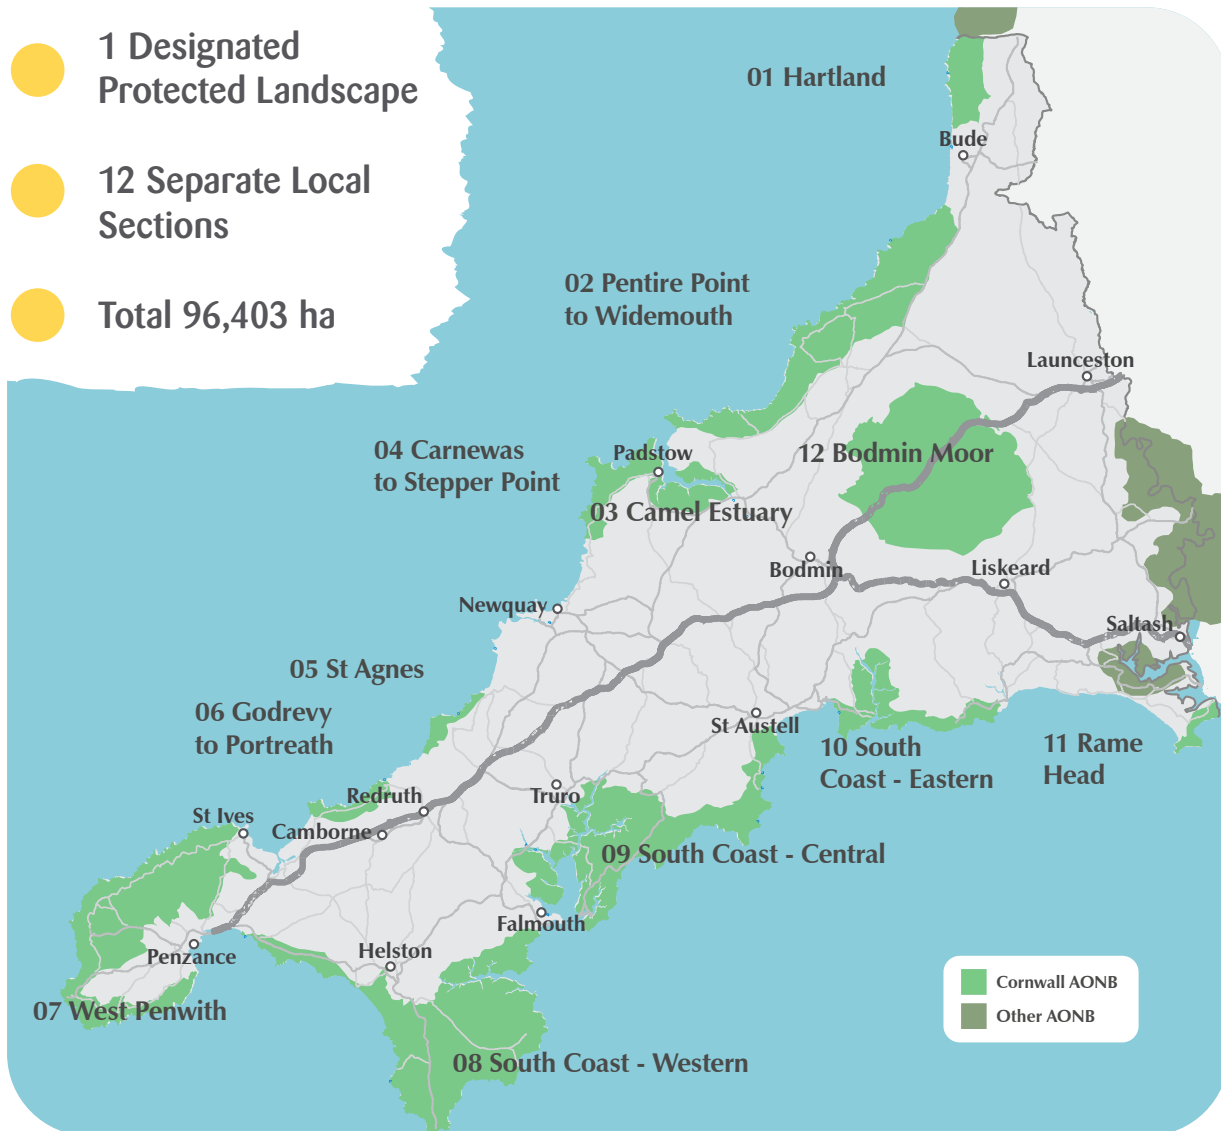 1 Designated
Protected Landscape
12 Separate Local
Sections
Total 96,403 ha
01 Hartland
Bude
02 Pentire Point
to Widemouth
Launceston
04 Carnewas
to Stepper Point
Padstow
12 Bodmin Moor
03 Camel Estuary
Bodmin
Liskeard
Newquay
Saltash
05 St Agnes
06 Godrevy
to Portreath
St Austell
10 South
Coast - Eastern
11 Rame
Head
Redruth
Truro
St Ives
Camborne
09 South Coast - Central
Falmouth
Helston
Penzance
07 West Penwith
08 South Coast - Western
Cornwall AONB
Other AONB